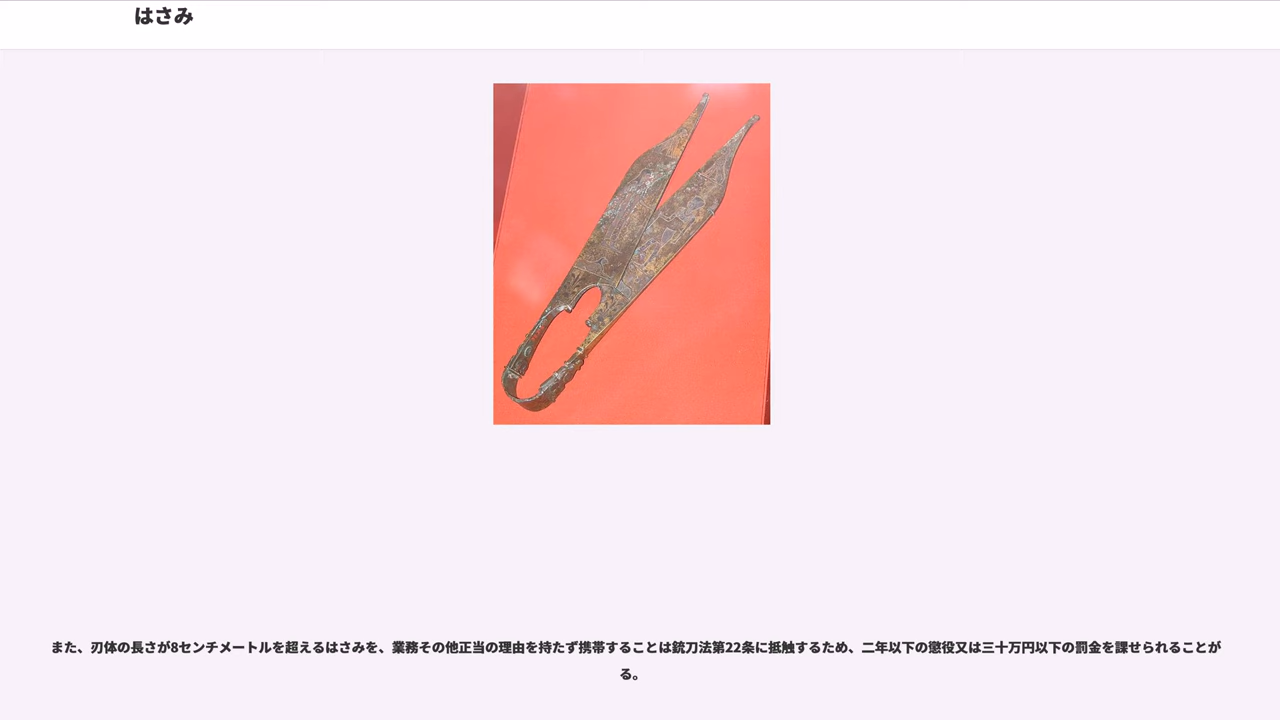 はさみ
また、刃体の長さが8センチメートルを超えるはさみを、業務その他正当の理由を持たず携帯することは銃刀法第22条に抵触するため、二年以下の懲役又は三十万円以下の罰金を課せられることが
る。